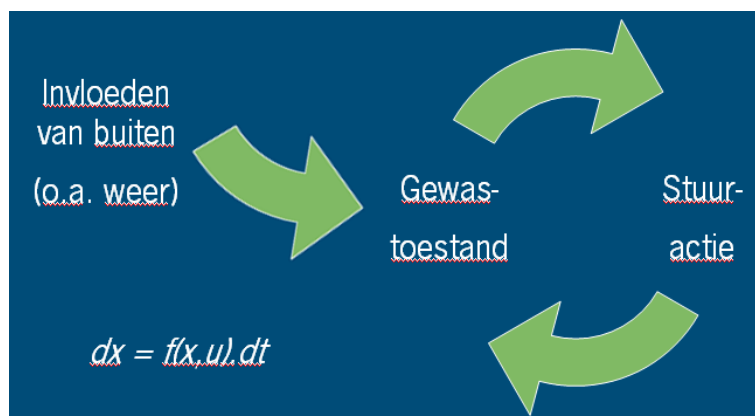 Invloeden
van buiten
(o.a. weer)
Gewas-
toestand
Stuur-
actie
dx = f(x,u).dt